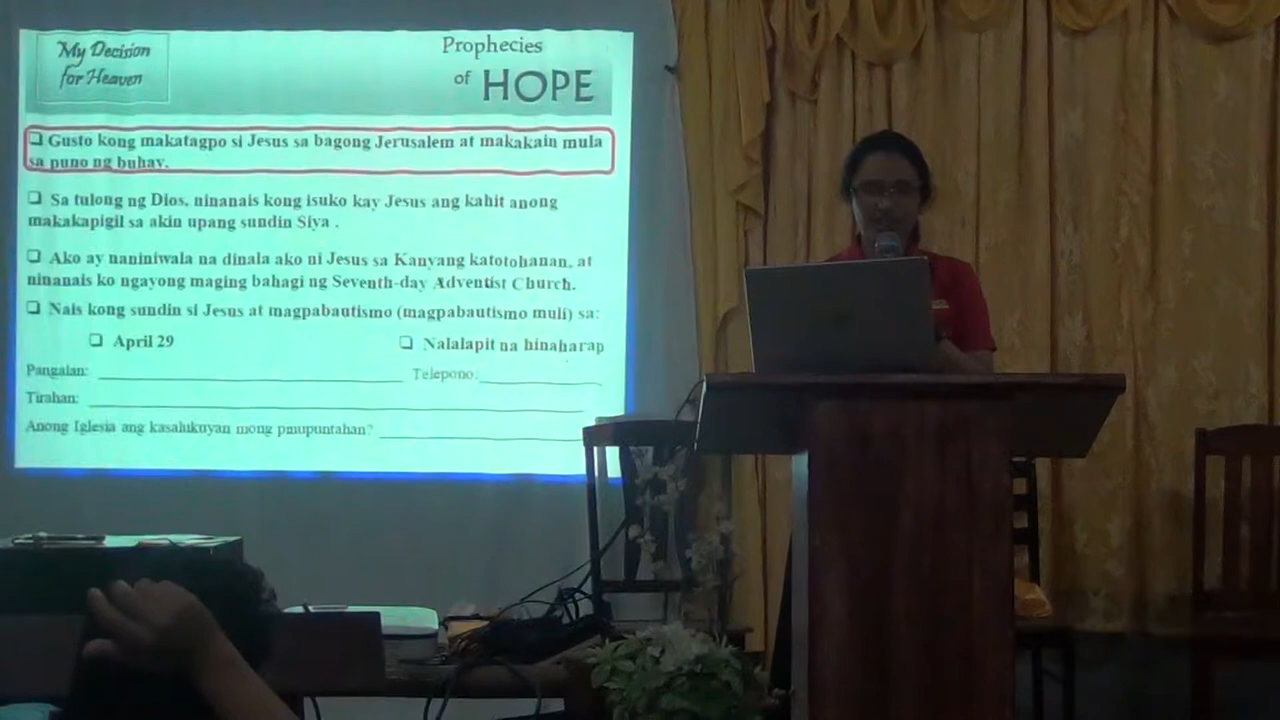 My Decision
for Heaven
Prophecies
of HOPE
❑ Gusto kong makatagpo si Jesus sa bagong Jerusalem at makakain mula
sa puno ng buhay.
❑ Sa tulong ng Dios, ninanais kong isuko kay Jesus ang kahit anong
makakapigil sa akin upang sundin Siya .
❑ Ako ay naniniwala na dinala ako ni Jesus sa Kanyang katotohanan, at
ninanais ko ngayong maging bahagi ng Seventh-day Adventist Church.
❑ Nais kong sundin si Jesus at magpabautismo (magpabautismo muli) sa:
❑ April 29 ❑ Nalalapit na hinaharap
Pangalan: ____ Telepono: ____
Tirahan: ____
Anong Iglesia ang kasalukuyan mong pinupuntahan? ____